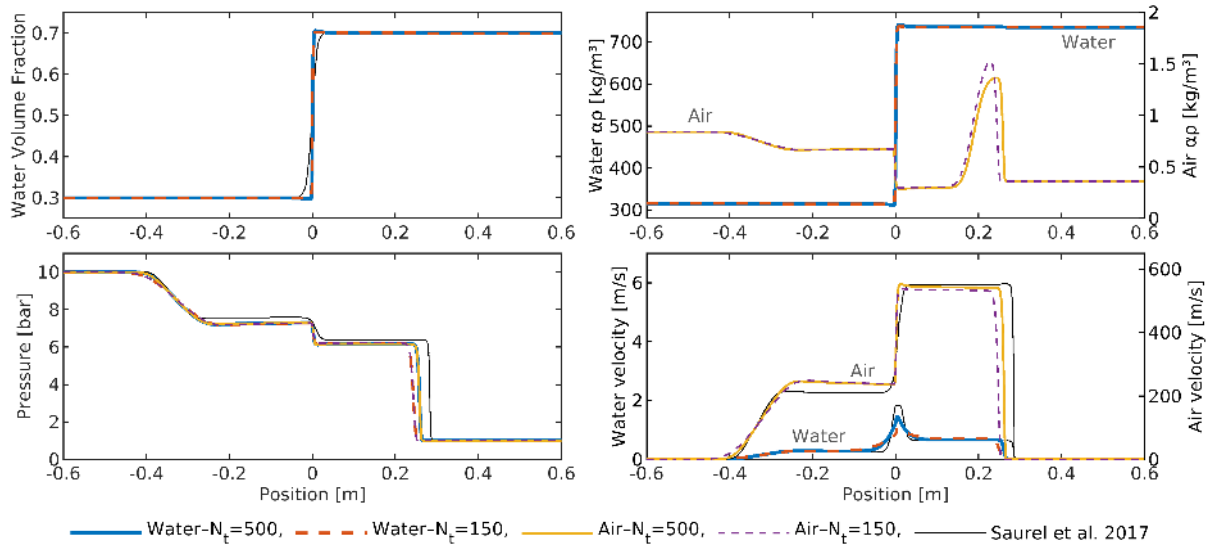 Water Volume Fraction
0.7
0.6
0.5
0.4
0.3
-0.6 -0.4 -0.2 0 0.2 0.4 0.6
Water αρ [kg/m³]
700
600
500
400
300
Air
Water
2
1.5
1
0.5
0
Air αρ [kg/m³]
-0.6 -0.4 -0.2 0 0.2 0.4 0.6
Pressure [bar]
10
8
6
4
2
0
-0.6 -0.4 -0.2 0 0.2 0.4 0.6
Position [m]
Water velocity [m/s]
6
4
2
0
Air
Water
600
400
200
0
Air velocity [m/s]
-0.6 -0.4 -0.2 0 0.2 0.4 0.6
Position [m]
Water–N_t=500, Water–N_t=150, Air–N_t=500, Air–N_t=150, Saurel et al. 2017